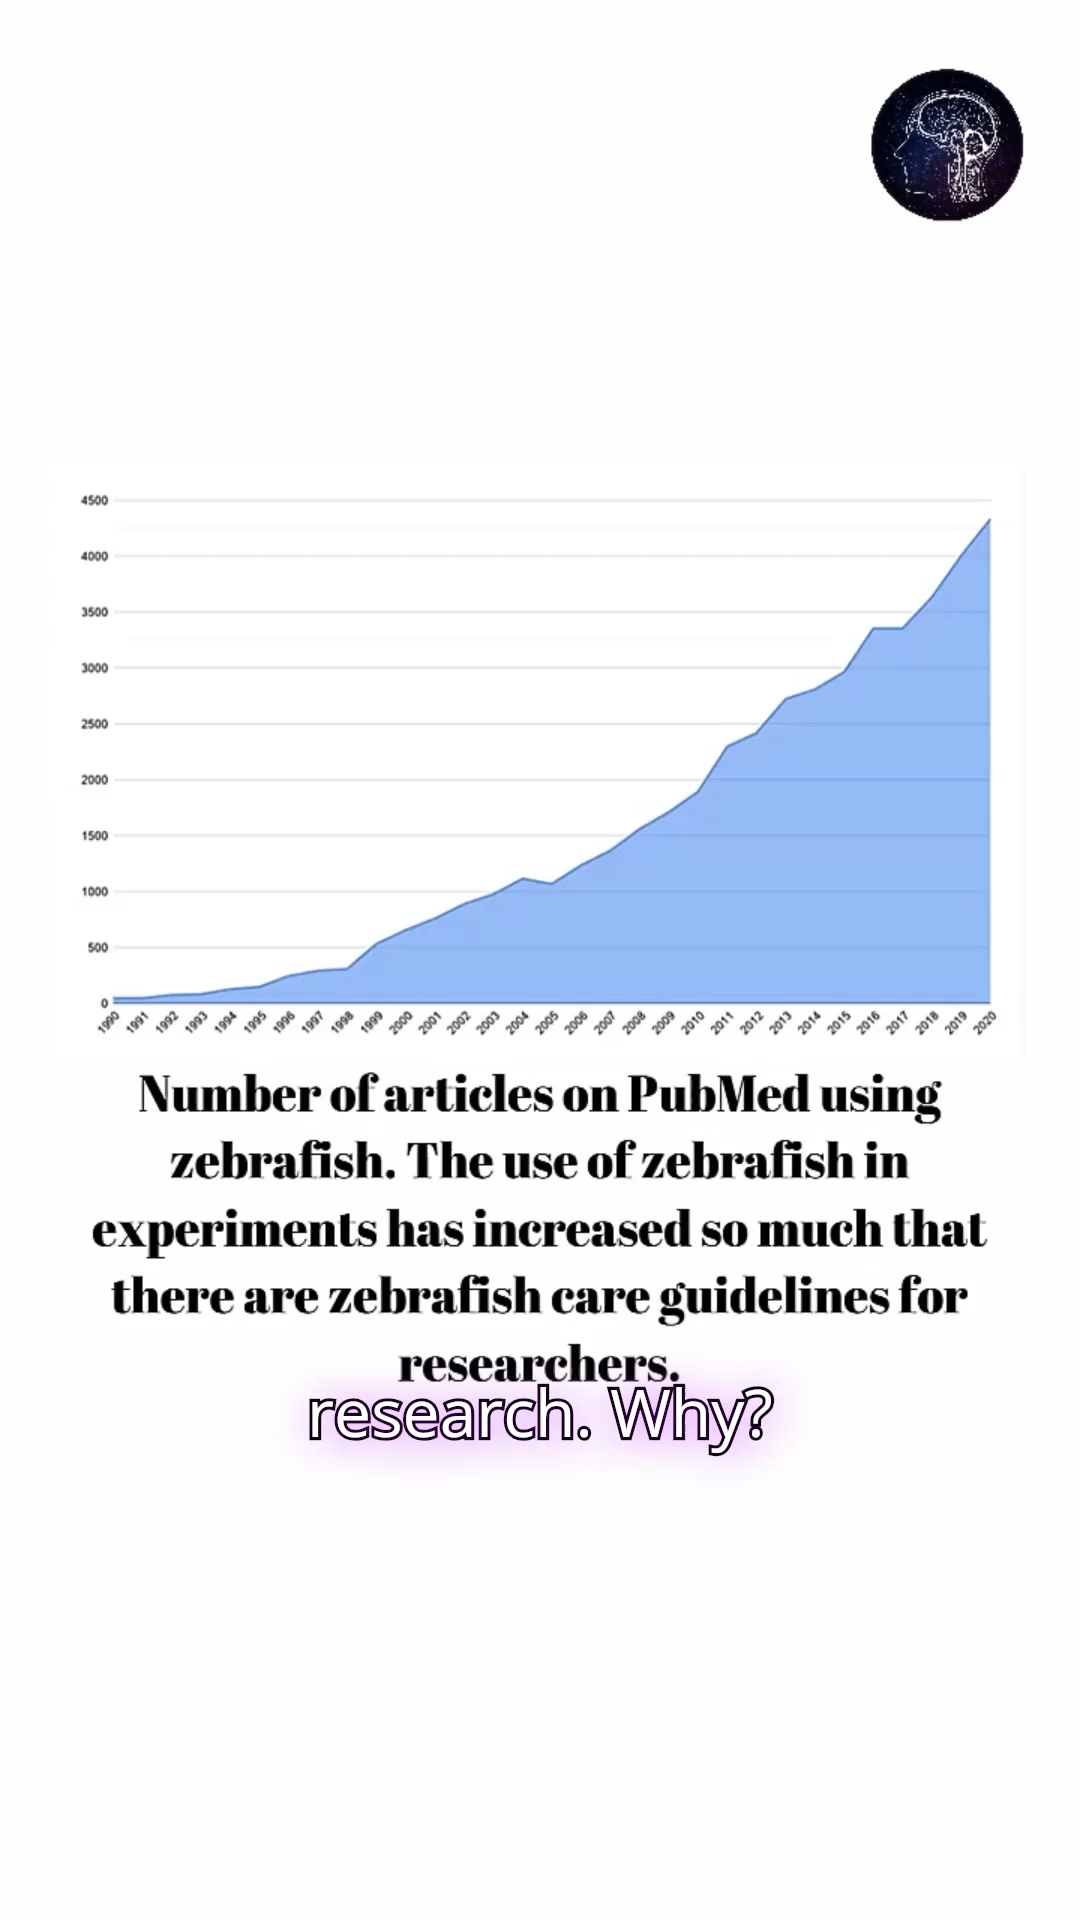 4500
4000
3500
3000
2500
2000
1500
1000
500
0
1990 1991 1992 1993 1994 1995 1996 1997 1998 1999 2000 2001 2002 2003 2004 2005 2006 2007 2008 2009 2010 2011 2012 2013 2014 2015 2016 2017 2018 2019 2020
Number of articles on PubMed using
zebrafish. The use of zebrafish in
experiments has increased so much that
there are zebrafish care guidelines for
researchers.
research. Why?